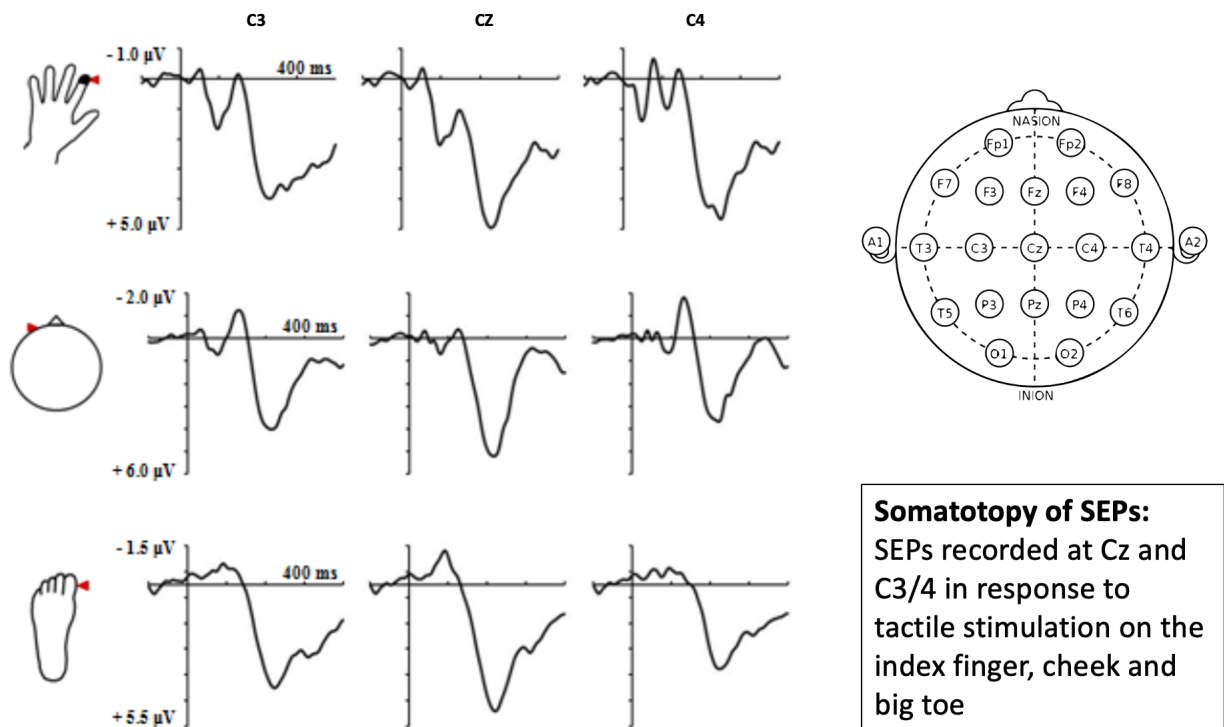 C3 CZ C4
- 1.0 µV
400 ms
+ 5.0 µV
- 2.0 µV
400 ms
+ 6.0 µV
- 1.5 µV
400 ms
+ 5.5 µV
NASION
Fp1 Fp2
F7 F3 Fz F4 F8
A1 T3 C3 Cz C4 T4 A2
T5 P3 Pz P4 T6
O1 O2
INION
Somatotopy of SEPs:
SEPs recorded at Cz and
C3/4 in response to
tactile stimulation on the
index finger, cheek and
big toe